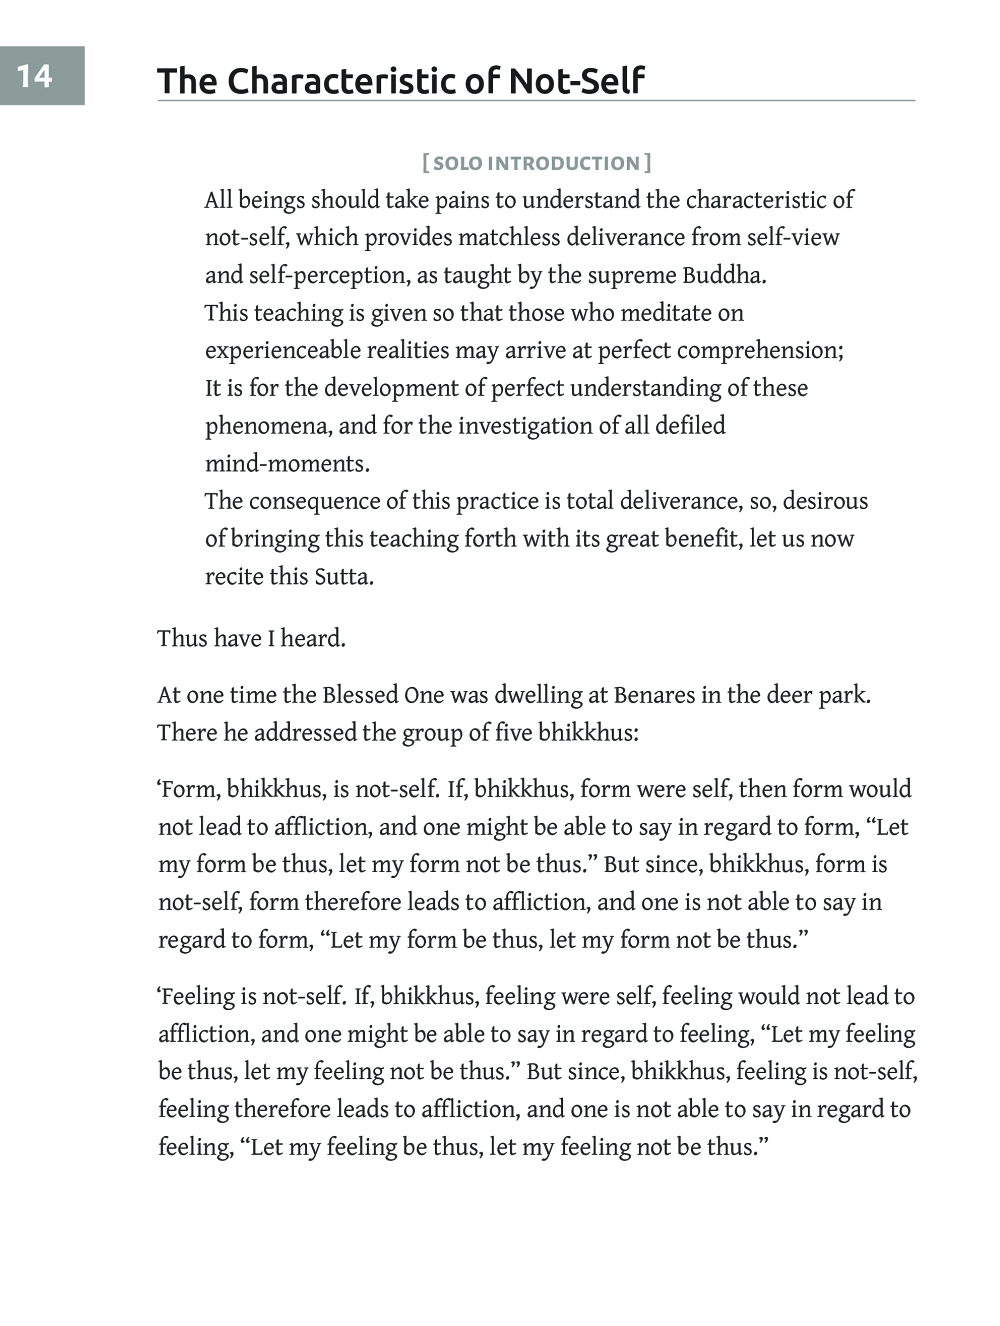 14
The Characteristic of Not-Self
[ SOLO INTRODUCTION ]
All beings should take pains to understand the characteristic of
not-self, which provides matchless deliverance from self-view
and self-perception, as taught by the supreme Buddha.
This teaching is given so that those who meditate on
experienceable realities may arrive at perfect comprehension;
It is for the development of perfect understanding of these
phenomena, and for the investigation of all defiled
mind-moments.
The consequence of this practice is total deliverance, so, desirous
of bringing this teaching forth with its great benefit, let us now
recite this Sutta.
Thus have I heard.
At one time the Blessed One was dwelling at Benares in the deer park.
There he addressed the group of five bhikkhus:
‘Form, bhikkhus, is not-self. If, bhikkhus, form were self, then form would
not lead to affliction, and one might be able to say in regard to form, “Let
my form be thus, let my form not be thus.” But since, bhikkhus, form is
not-self, form therefore leads to affliction, and one is not able to say in
regard to form, “Let my form be thus, let my form not be thus.”
‘Feeling is not-self. If, bhikkhus, feeling were self, feeling would not lead to
affliction, and one might be able to say in regard to feeling, “Let my feeling
be thus, let my feeling not be thus.” But since, bhikkhus, feeling is not-self,
feeling therefore leads to affliction, and one is not able to say in regard to
feeling, “Let my feeling be thus, let my feeling not be thus.”